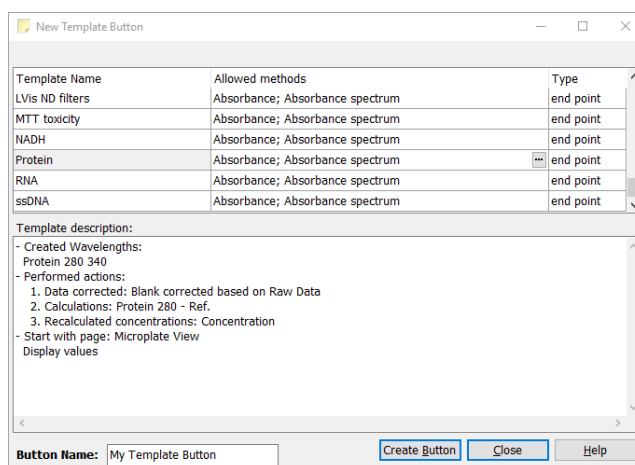 New Template Button
Template Name Allowed methods Type
LVis ND filters Absorbance; Absorbance spectrum end point
MTT toxicity Absorbance; Absorbance spectrum end point
NADH Absorbance; Absorbance spectrum end point
Protein Absorbance; Absorbance spectrum ... end point
RNA Absorbance; Absorbance spectrum end point
ssDNA Absorbance; Absorbance spectrum end point
Template description:
- Created Wavelengths:
Protein 280 340
- Performed actions:
1. Data corrected: Blank corrected based on Raw Data
2. Calculations: Protein 280 - Ref.
3. Recalculated concentrations: Concentration
- Start with page: Microplate View
Display values
Button Name: My Template Button Create Button Close Help